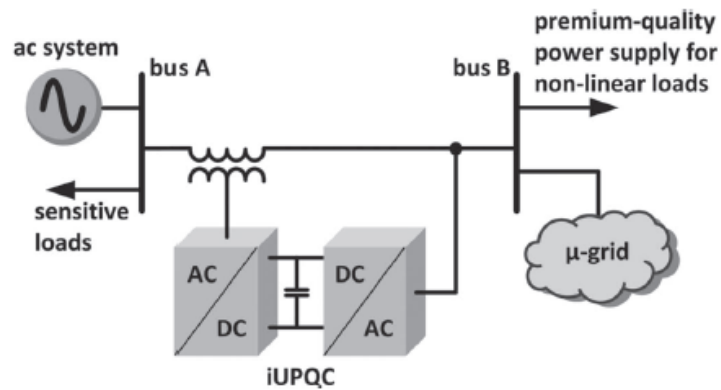 ac system
bus A
bus B
premium-quality
power supply for
non-linear loads
sensitive
loads
AC
DC
DC
AC
μ-grid
iUPQC